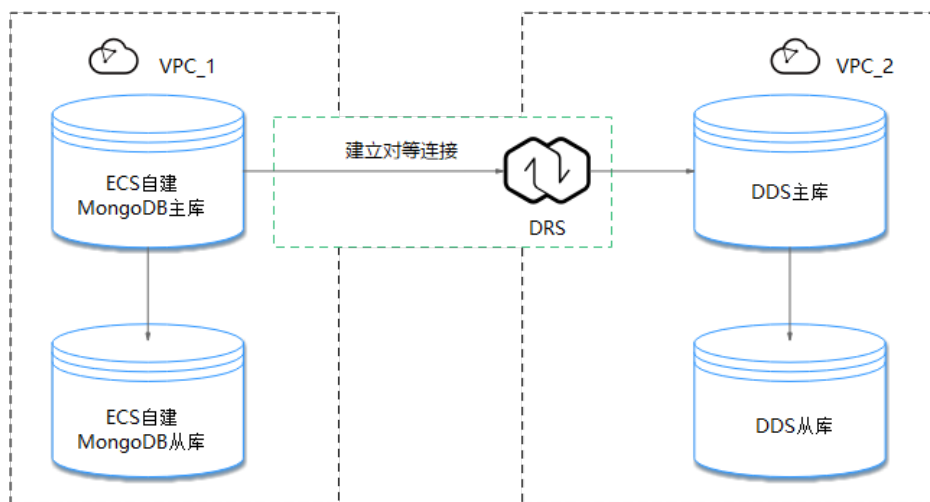 VPC_1
VPC_2
ECS自建
MongoDB主库
建立对等连接
DRS
DDS主库
ECS自建
MongoDB从库
DDS从库